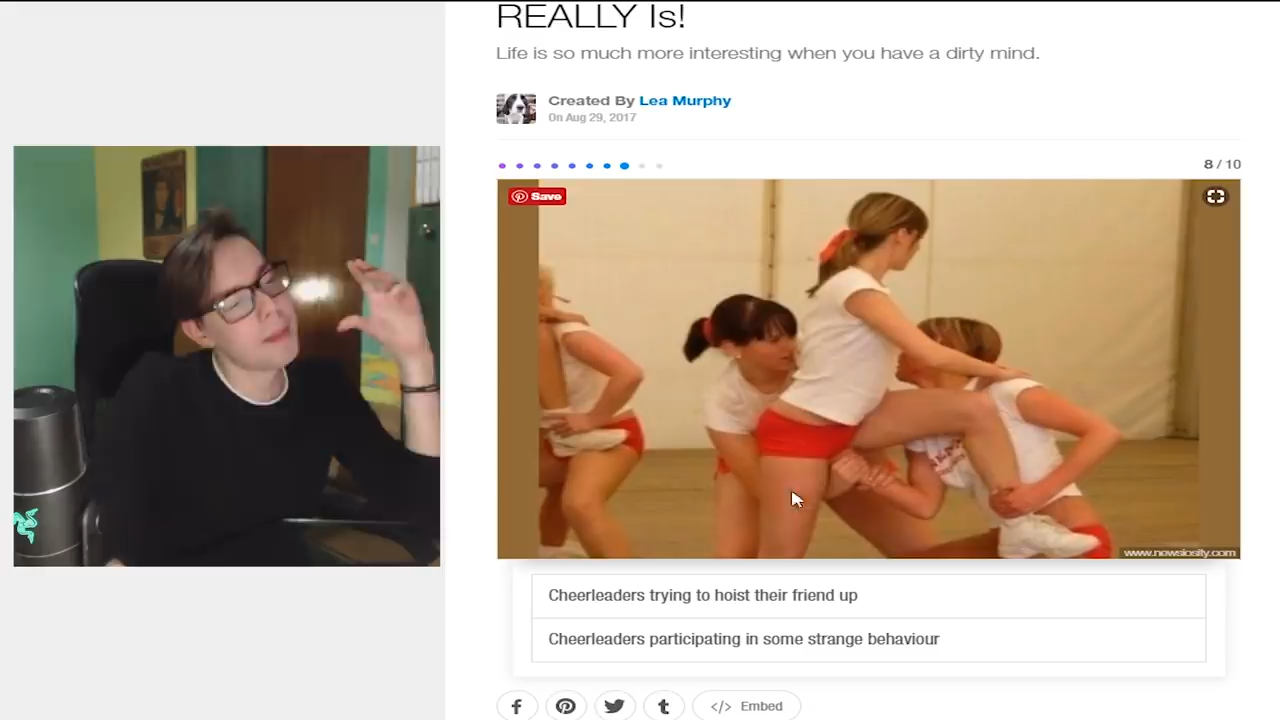 REALLY Is!
Life is so much more interesting when you have a dirty mind.
Created By Lea Murphy
On Aug 29, 2017
8 / 10
Save
www.nowsiosity.com
Cheerleaders trying to hoist their friend up
Cheerleaders participating in some strange behaviour
</> Embed